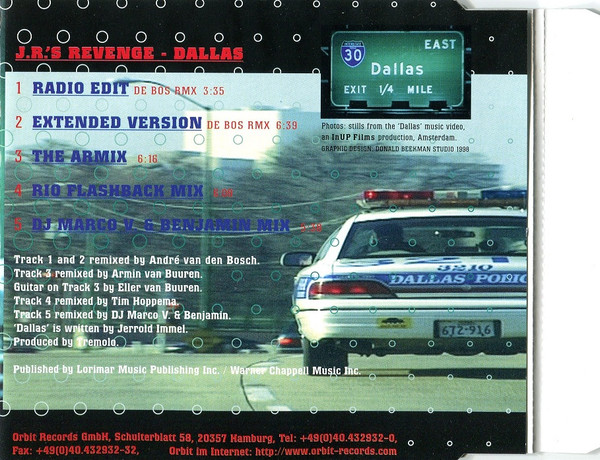 J.R.'S REVENGE - DALLAS
1 RADIO EDIT DE BOS RMX 3:35
2 EXTENDED VERSION DE BOS RMX 6:39
3 THE ARMIX 6:16
4 RIO FLASHBACK MIX
5 DJ MARCO V. & BENJAMIN MIX
Track 1 and 2 remixed by André van den Bosch.
Track 3 remixed by Armin van Buuren.
Guitar on Track 3 by Eller van Buuren.
Track 4 remixed by Tim Hoppema.
Track 5 remixed by DJ Marco V. & Benjamin.
'Dallas' is written by Jerrold Immel.
Produced by Tremolo.
Published by Lorimar Music Publishing Inc. / Warner Chappell Music Inc.
EAST
30
Dallas
EXIT 1/4 MILE
Photos: stills from the 'Dallas' music video,
an InUP Films production, Amsterdam.
GRAPHIC DESIGN: DONALD BEEKMAN STUDIO 1998
3210
DALLAS POLIC
6T2-916
Orbit Records GmbH, Schulterblatt 58, 20357 Hamburg, Tel: +49(0)40.432932-0,
Fax: +49(0)40.432932-32, Orbit im Internet: http://www.orbit-records.com